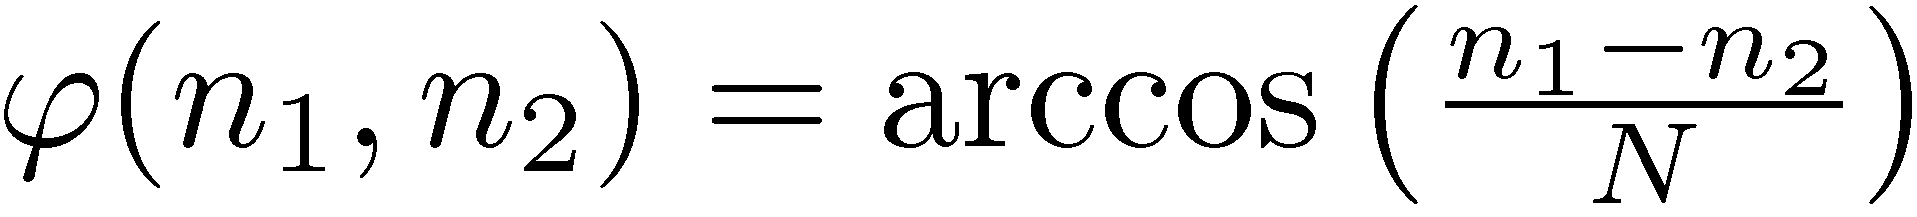 φ(n₁, n₂) = arccos((n₁−n₂)/N)